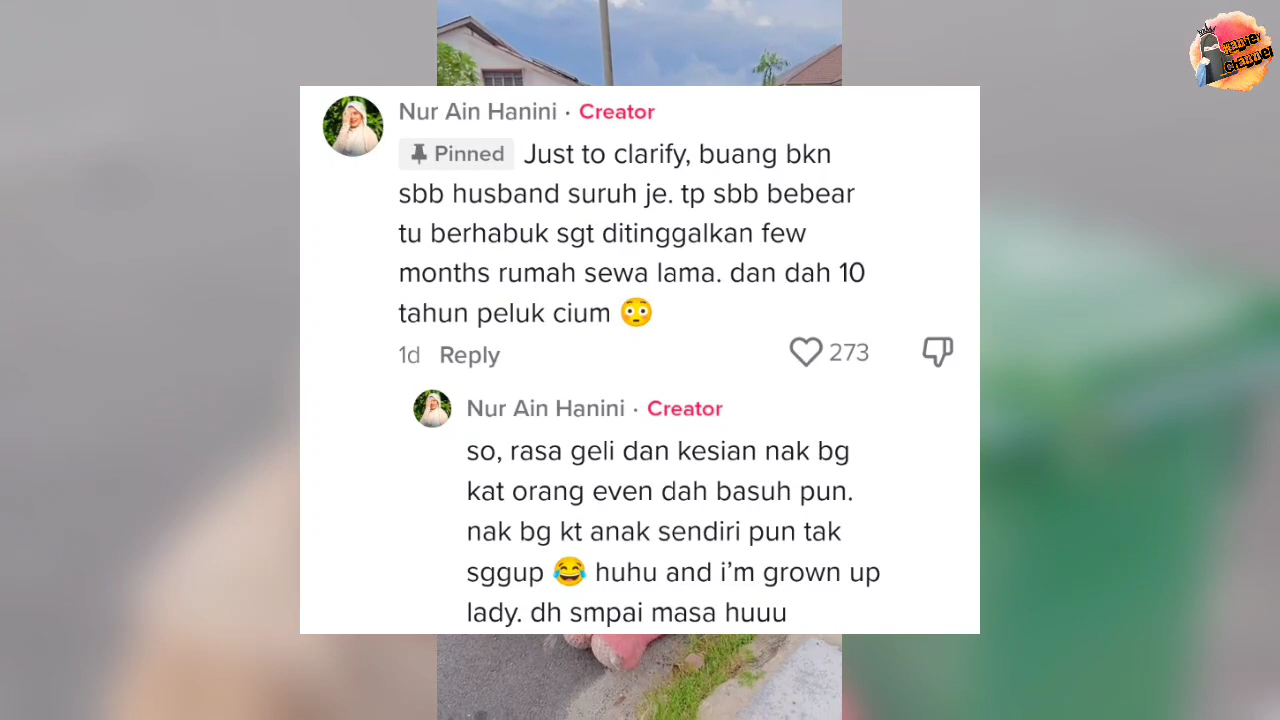 Haniey
Channel
Nur Ain Hanini · Creator
Pinned Just to clarify, buang bkn
sbb husband suruh je. tp sbb bebear
tu berhabuk sgt ditinggalkan few
months rumah sewa lama. dan dah 10
tahun peluk cium 😳
1d Reply 273
Nur Ain Hanini · Creator
so, rasa geli dan kesian nak bg
kat orang even dah basuh pun.
nak bg kt anak sendiri pun tak
sggup 😂 huhu and i’m grown up
lady. dh smpai masa huuu